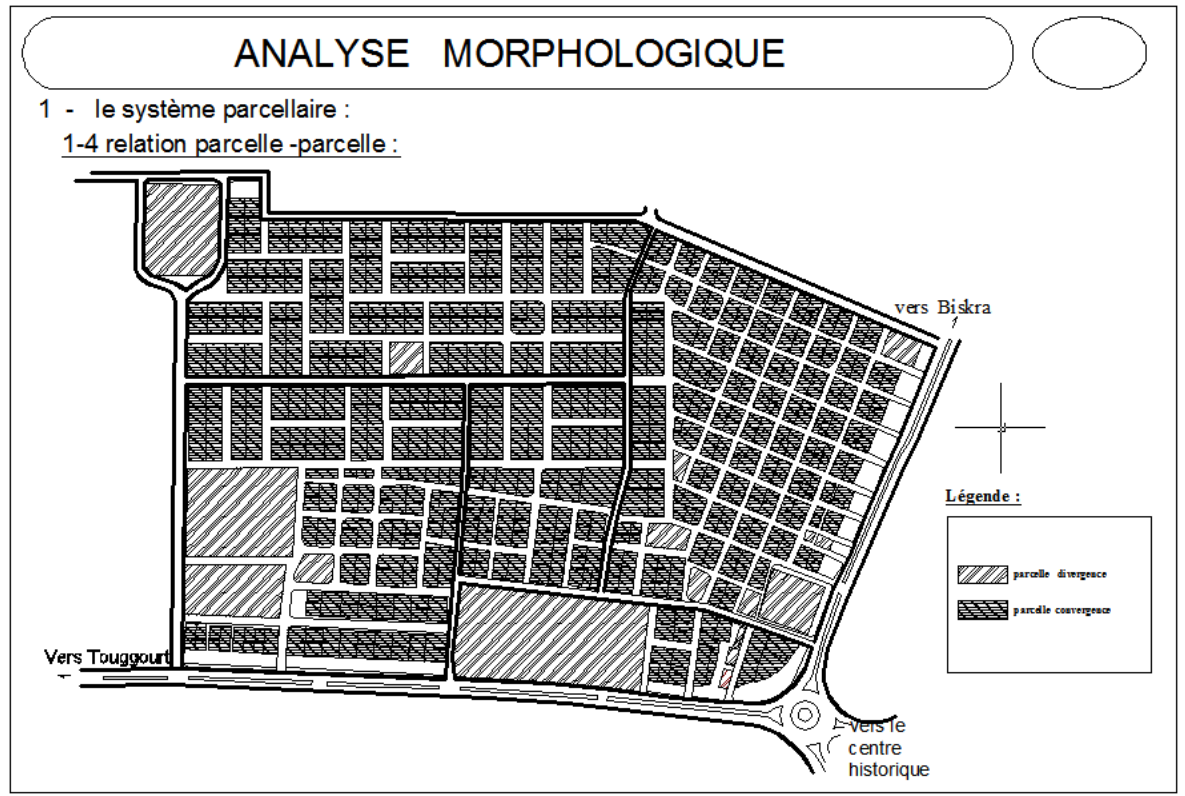 ANALYSE MORPHOLOGIQUE
1 - le système parcellaire :
1-4 relation parcelle -parcelle :
vers Biskra
Légende :
parcelle divergence
parcelle convergence
Vers Touggourt
Vers le
centre
historique